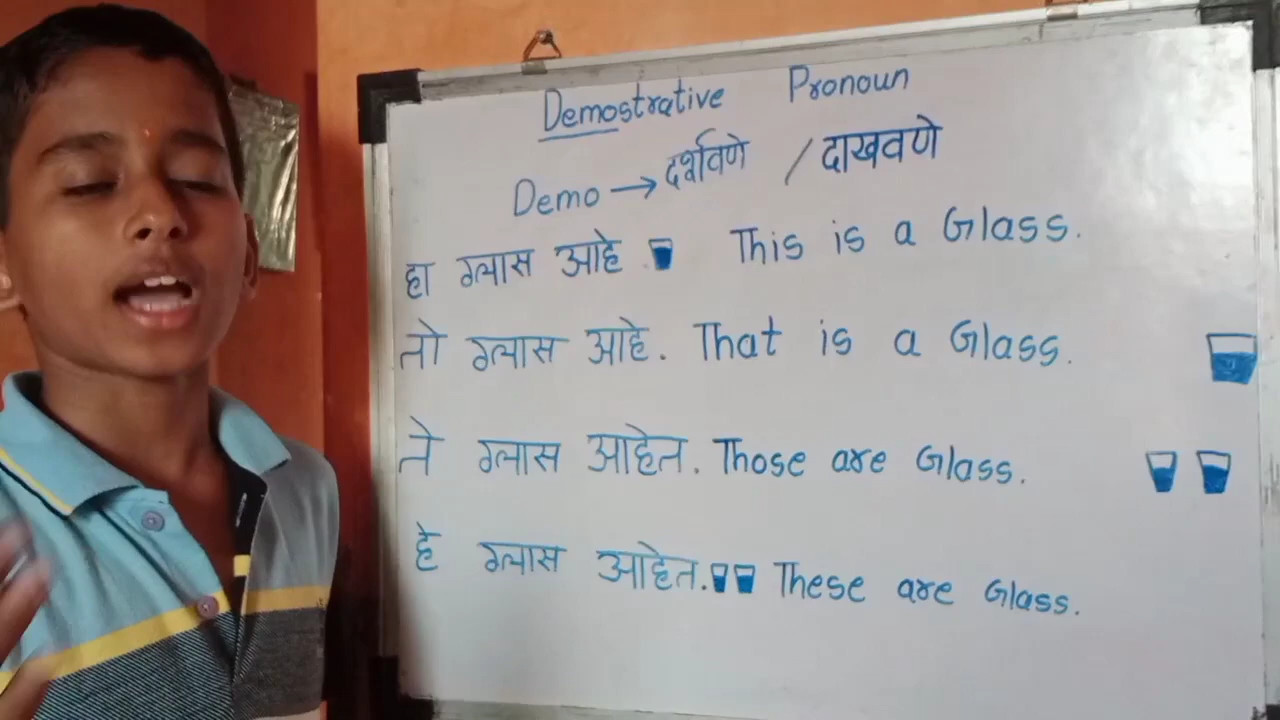 Demostrative Pronoun
Demo → दर्शविणे / दाखवणे
हा ग्लास आहे This is a Glass.
तो ग्लास आहे. That is a Glass.
ते ग्लास आहेत. Those are Glass.
हे ग्लास आहेत. These are Glass.